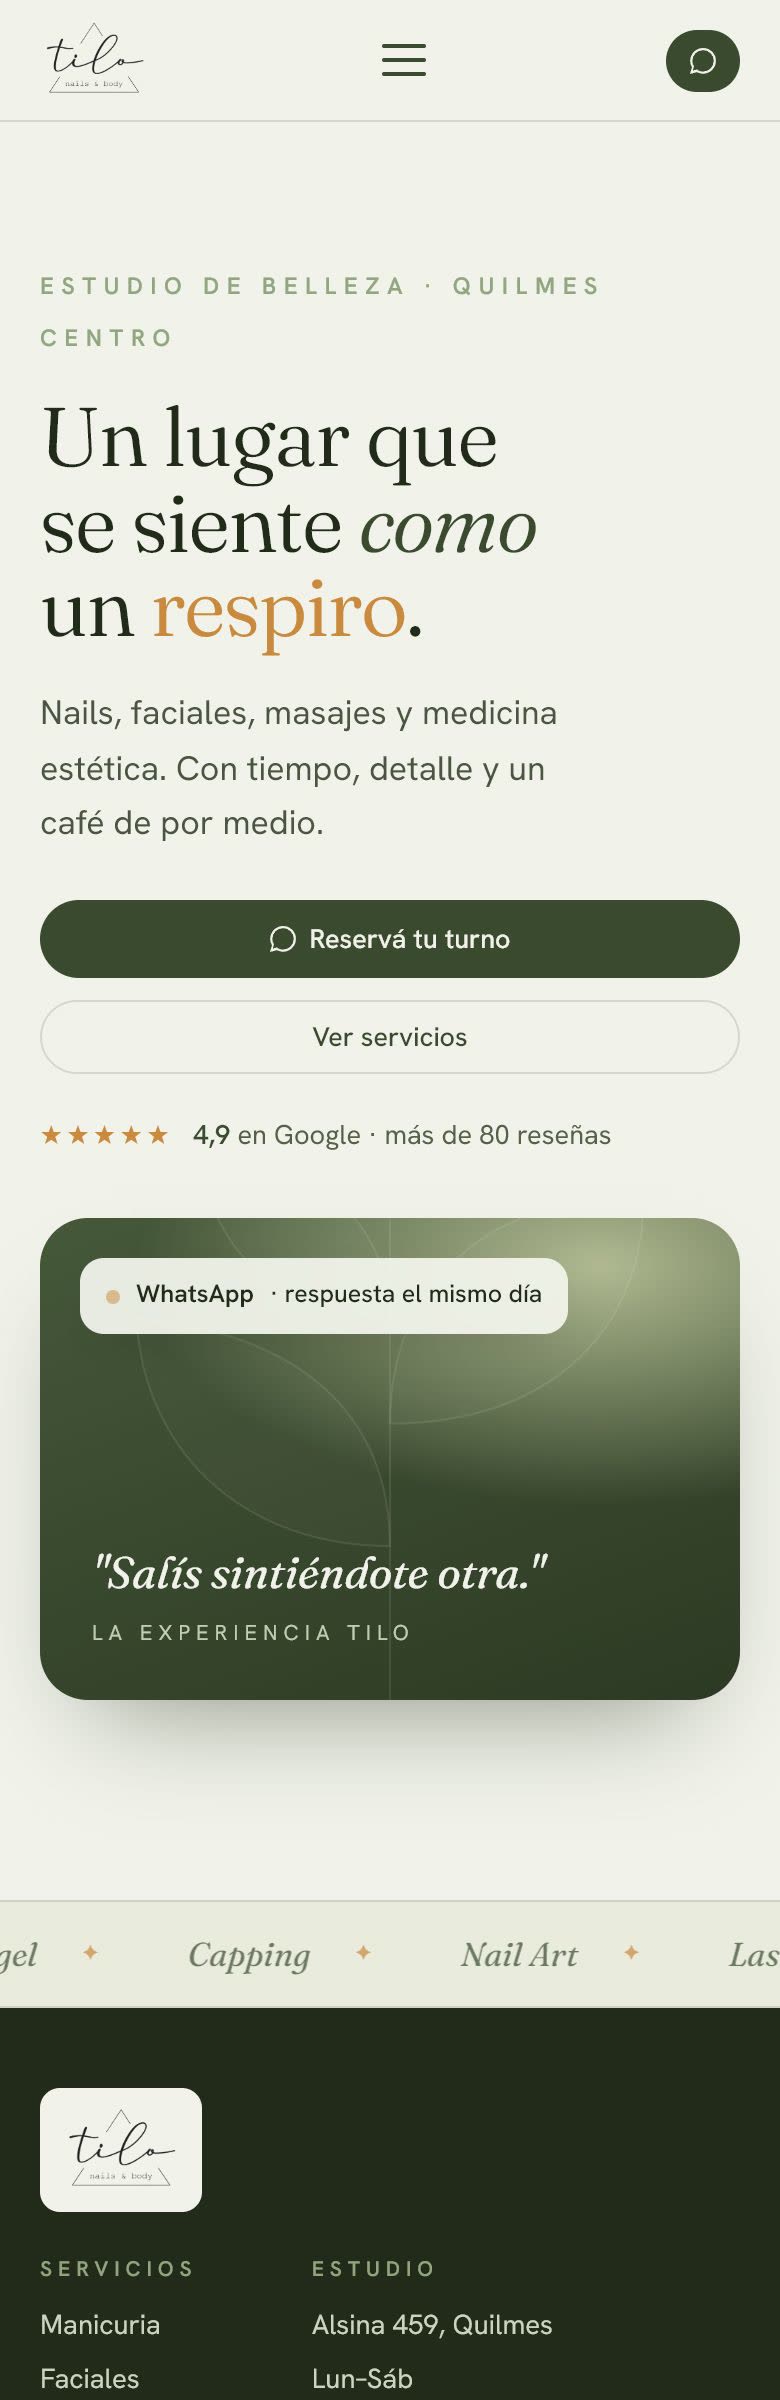 tilo
nails & body
ESTUDIO DE BELLEZA · QUILMES
CENTRO
Un lugar que
se siente como
un respiro.
Nails, faciales, masajes y medicina
estética. Con tiempo, detalle y un
café de por medio.
Reservá tu turno
Ver servicios
★★★★★ 4,9 en Google · más de 80 reseñas
WhatsApp · respuesta el mismo día
"Salís sintiéndote otra."
LA EXPERIENCIA TILO
gel ✦ Capping ✦ Nail Art ✦ Las
tilo
nails & body
SERVICIOS
Manicuria
Faciales
ESTUDIO
Alsina 459, Quilmes
Lun–Sáb